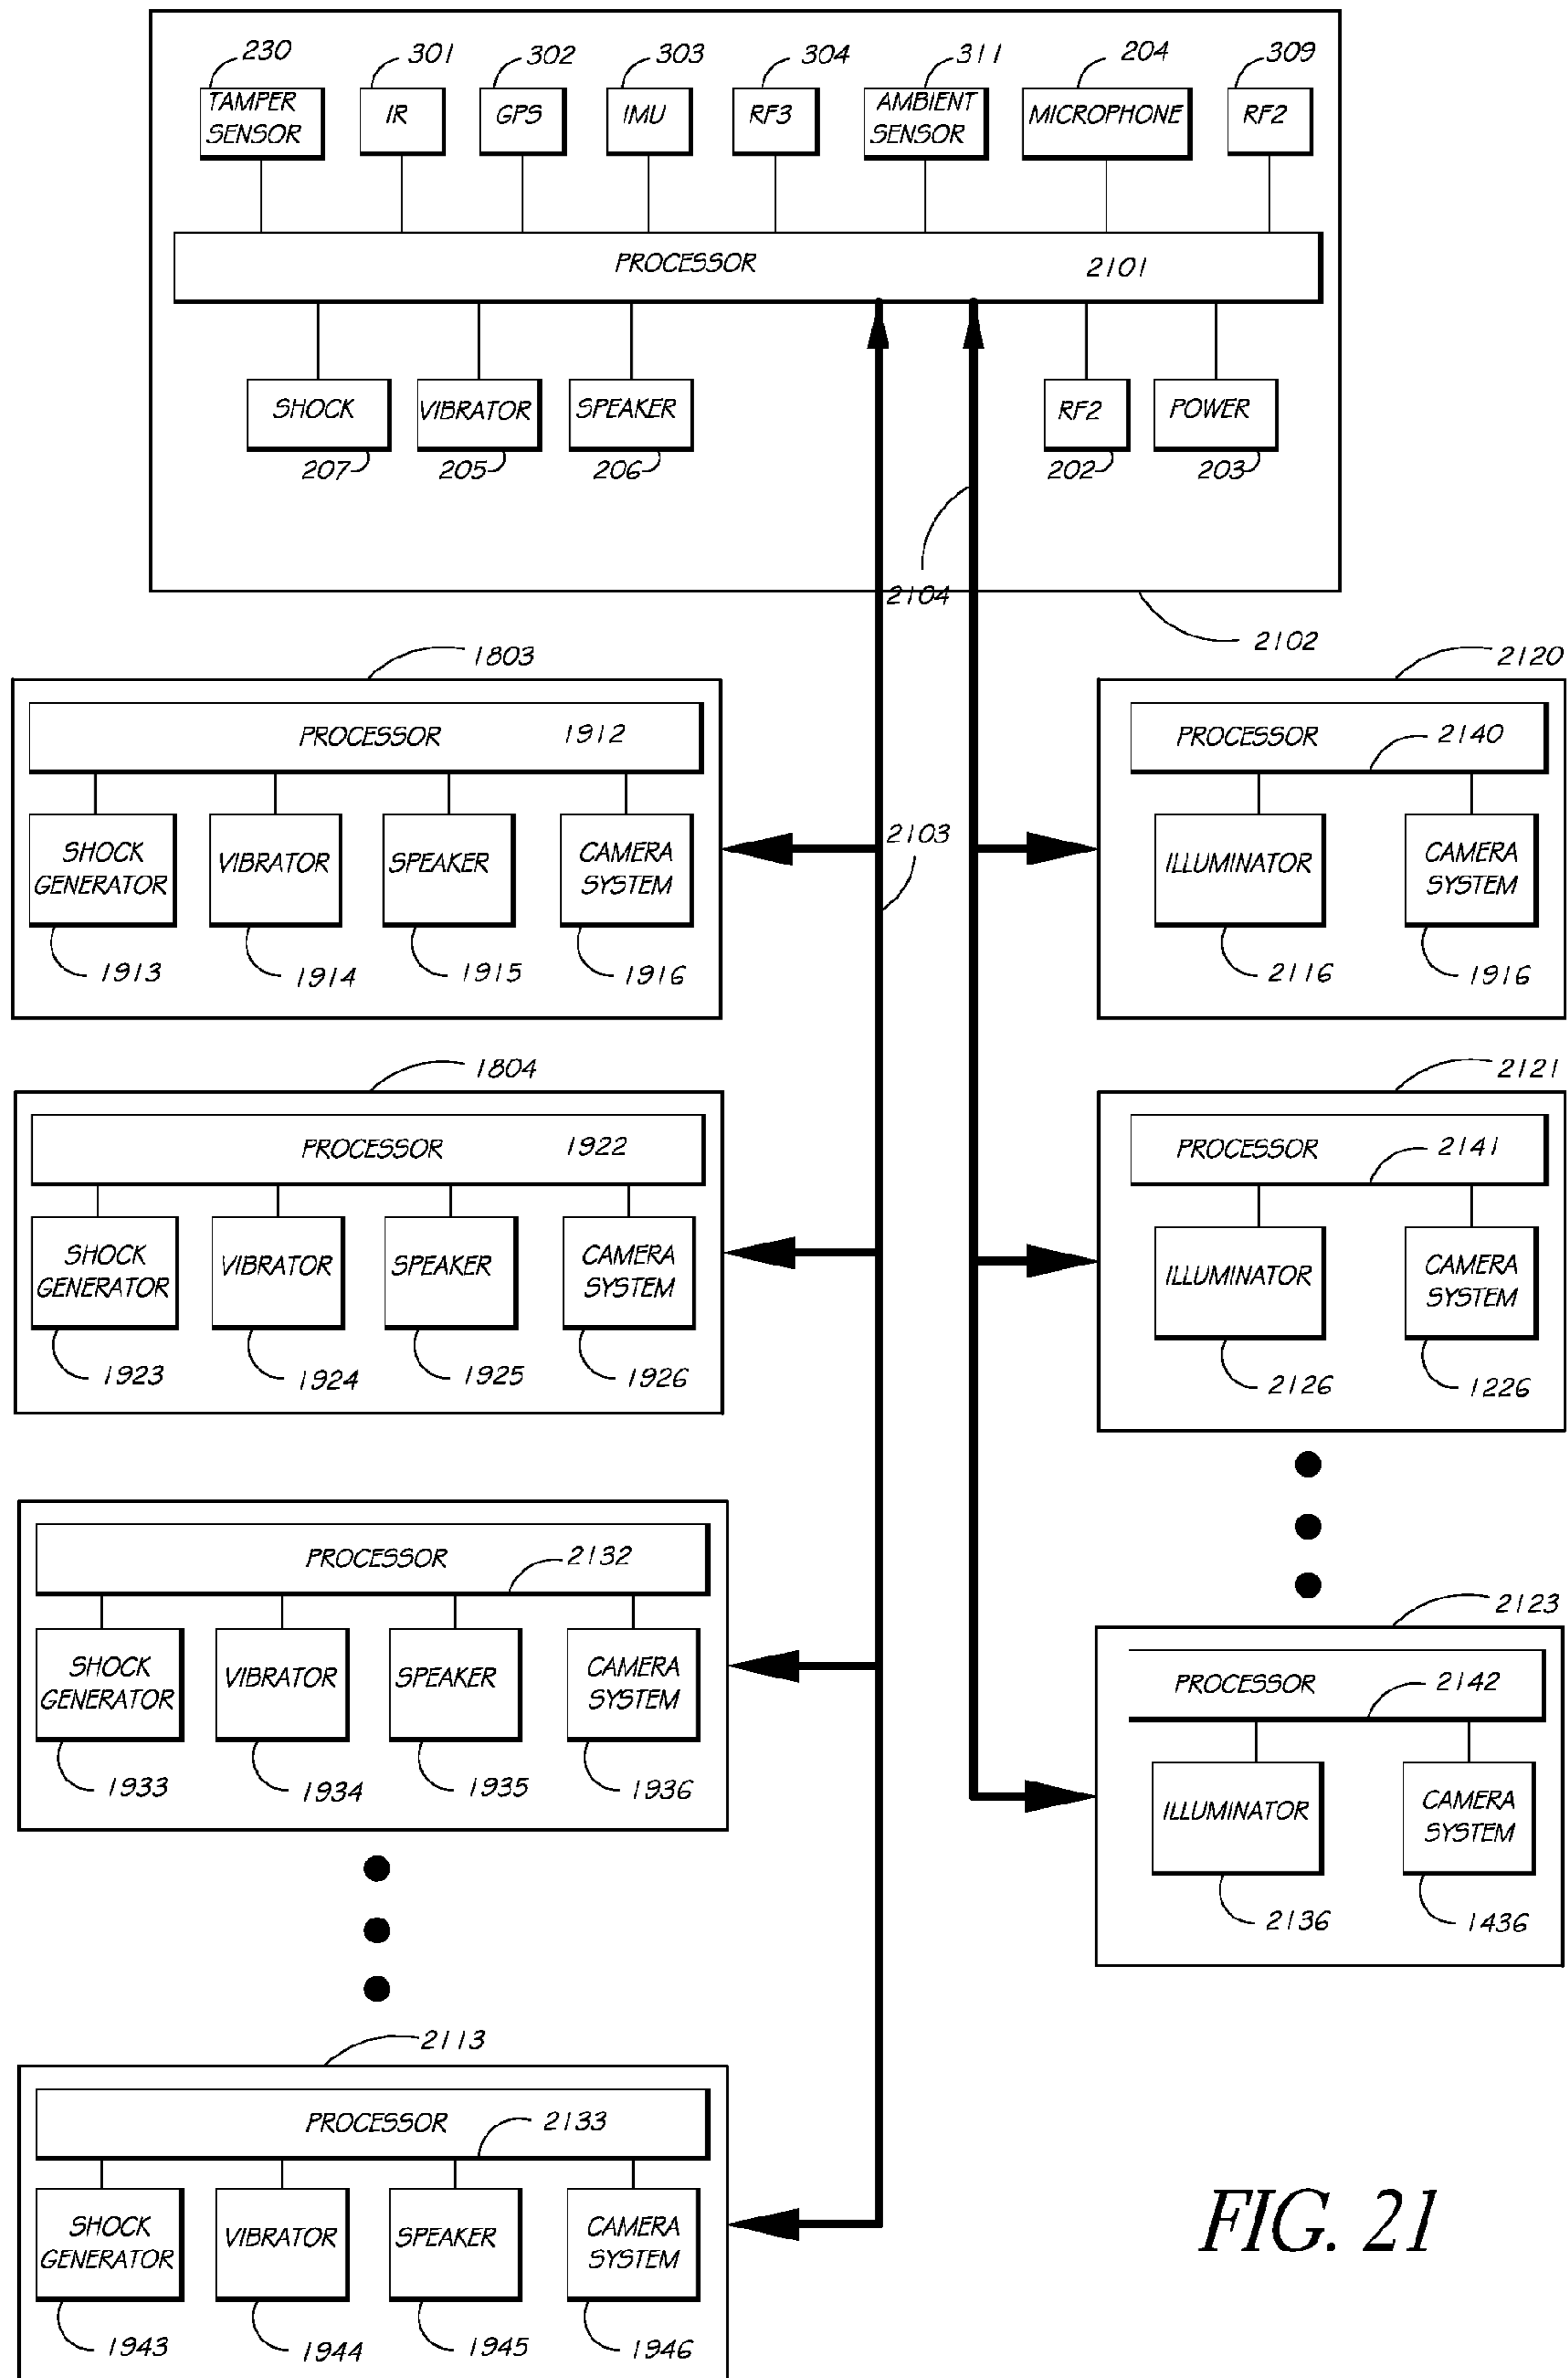 230
301
302
303
304
311
204
309
TAMPER
SENSOR
IR
GPS
IMU
RF3
AMBIENT
SENSOR
MICROPHONE
RF2
PROCESSOR
2101
SHOCK
VIBRATOR
SPEAKER
RF2
POWER
207
205
206
202
203
2104
2102
1803
PROCESSOR
1912
SHOCK
GENERATOR
VIBRATOR
SPEAKER
CAMERA
SYSTEM
1913
1914
1915
1916
2103
2120
PROCESSOR
2140
ILLUMINATOR
CAMERA
SYSTEM
2116
1916
1804
PROCESSOR
1922
SHOCK
GENERATOR
VIBRATOR
SPEAKER
CAMERA
SYSTEM
1923
1924
1925
1926
2121
PROCESSOR
2141
ILLUMINATOR
CAMERA
SYSTEM
2126
1226
PROCESSOR
2132
SHOCK
GENERATOR
VIBRATOR
SPEAKER
CAMERA
SYSTEM
1933
1934
1935
1936
2123
PROCESSOR
2142
ILLUMINATOR
CAMERA
SYSTEM
2136
1436
2113
PROCESSOR
2133
SHOCK
GENERATOR
VIBRATOR
SPEAKER
CAMERA
SYSTEM
1943
1944
1945
1946
FIG. 21